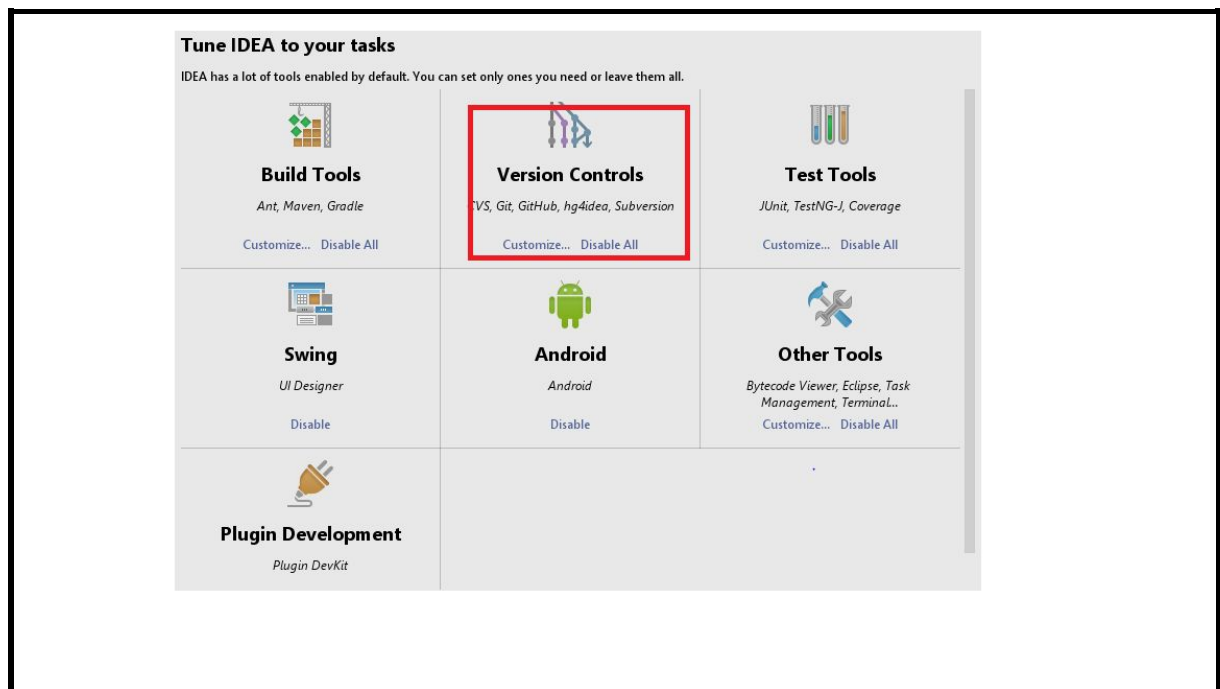 Tune IDEA to your tasks
IDEA has a lot of tools enabled by default. You can set only ones you need or leave them all.
Build Tools
Ant, Maven, Gradle
Customize... Disable All
Version Controls
CVS, Git, GitHub, hg4idea, Subversion
Customize... Disable All
Test Tools
JUnit, TestNG-J, Coverage
Customize... Disable All
Swing
UI Designer
Disable
Android
Android
Disable
Other Tools
Bytecode Viewer, Eclipse, Task
Management, Terminal...
Customize... Disable All
Plugin Development
Plugin DevKit